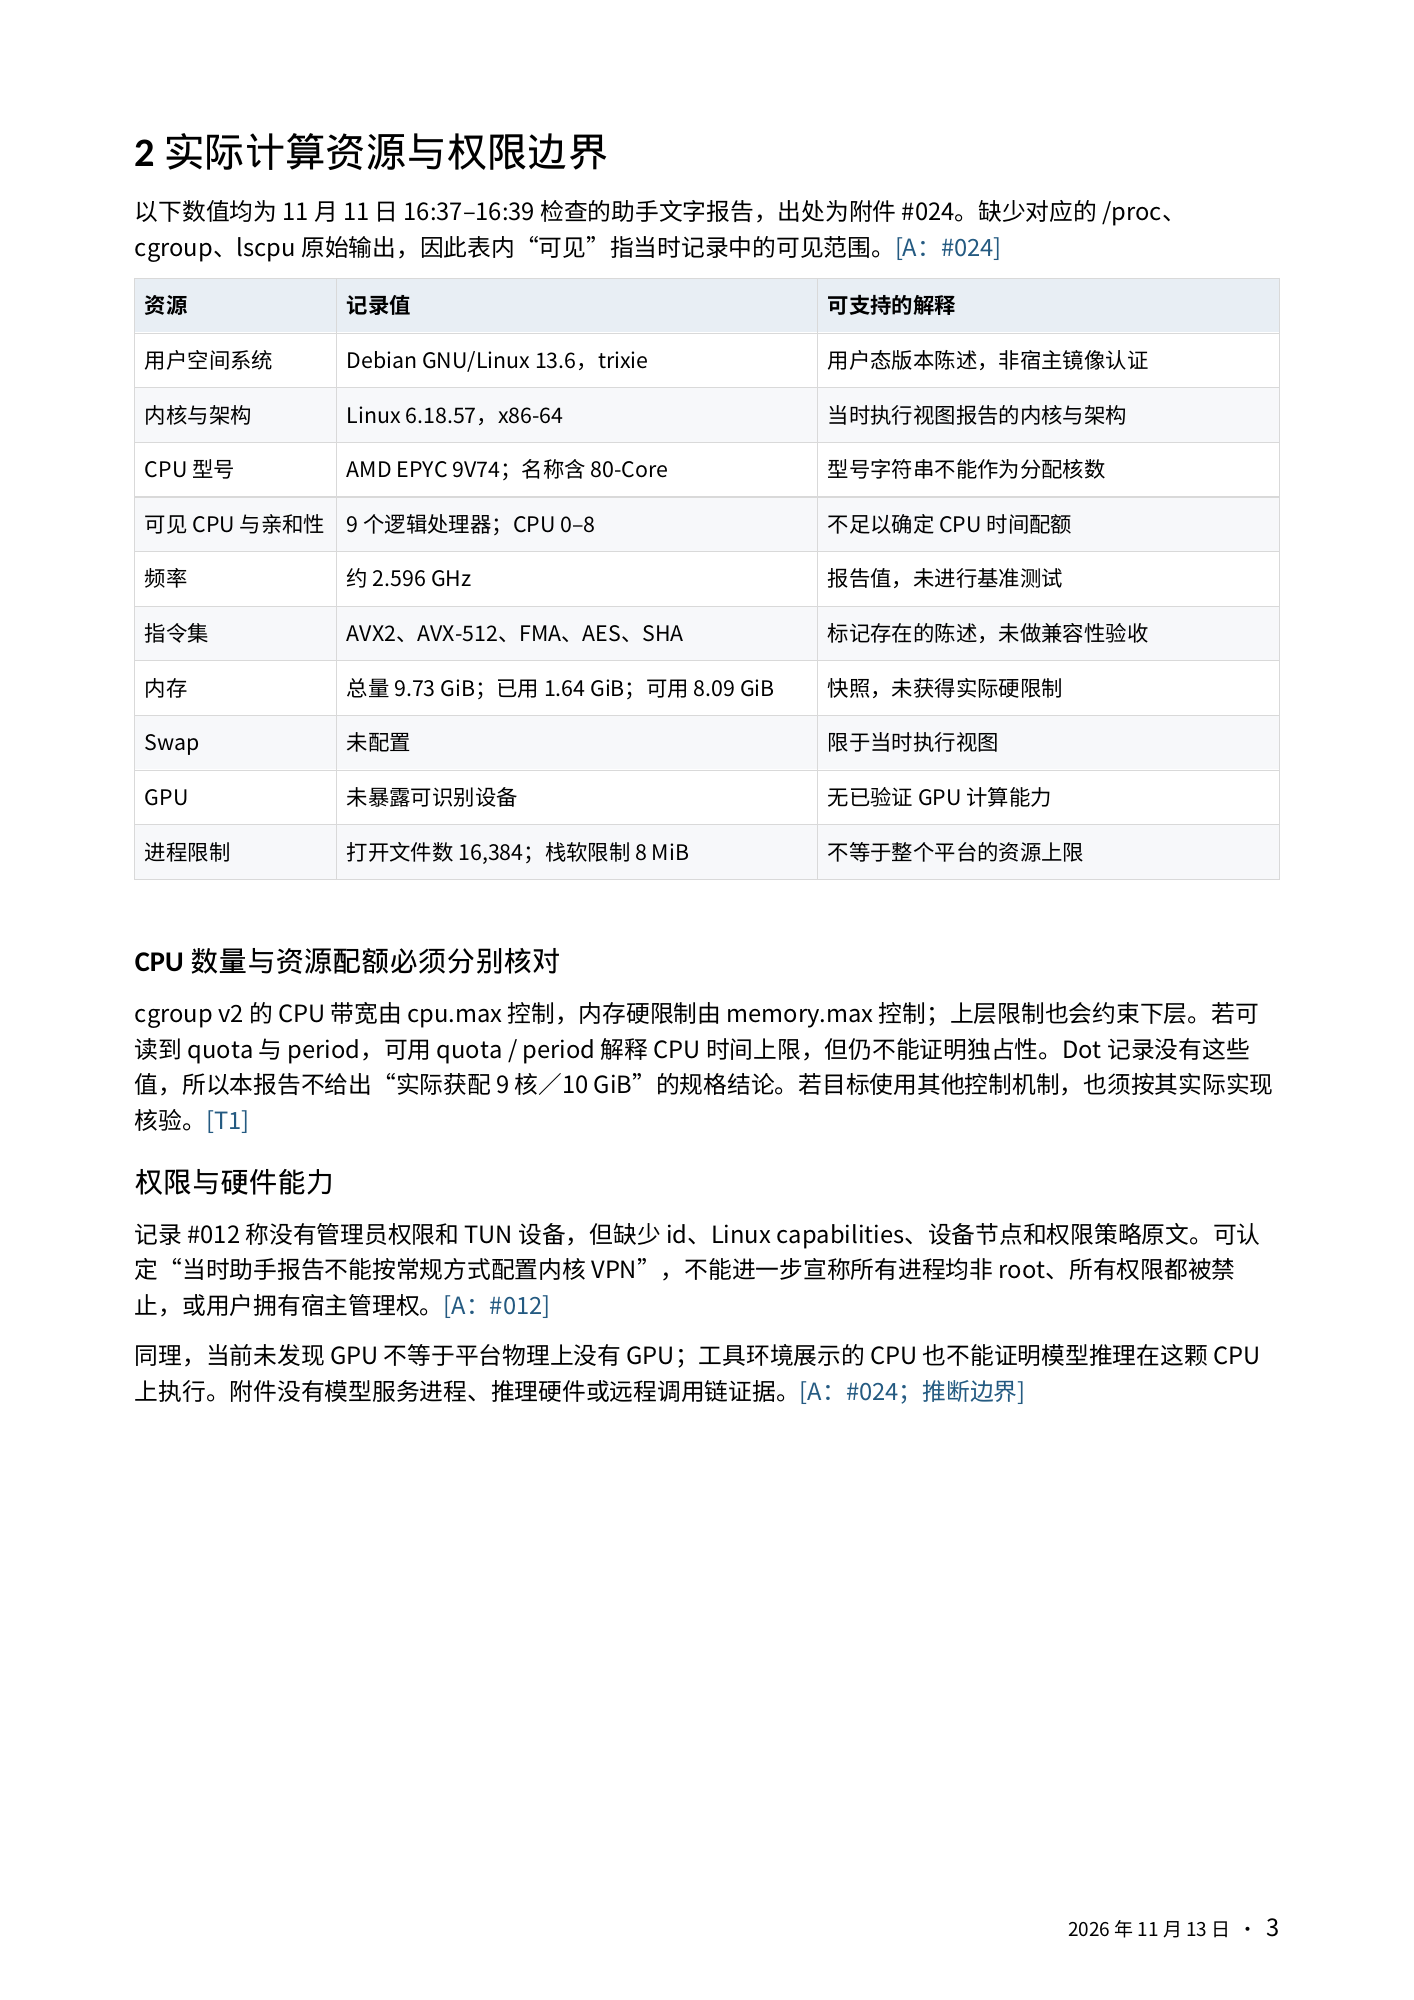 2 实际计算资源与权限边界
以下数值均为 11 月 11 日 16:37–16:39 检查的助手文字报告，出处为附件 #024。缺少对应的 /proc、
cgroup、lscpu 原始输出，因此表内“可见”指当时记录中的可见范围。[A：#024]
资源 记录值 可支持的解释
用户空间系统 Debian GNU/Linux 13.6，trixie 用户态版本陈述，非宿主镜像认证
内核与架构 Linux 6.18.57，x86-64 当时执行视图报告的内核与架构
CPU 型号 AMD EPYC 9V74；名称含 80-Core 型号字符串不能作为分配核数
可见 CPU 与亲和性 9 个逻辑处理器；CPU 0–8 不足以确定 CPU 时间配额
频率 约 2.596 GHz 报告值，未进行基准测试
指令集 AVX2、AVX-512、FMA、AES、SHA 标记存在的陈述，未做兼容性验收
内存 总量 9.73 GiB；已用 1.64 GiB；可用 8.09 GiB 快照，未获得实际硬限制
Swap 未配置 限于当时执行视图
GPU 未暴露可识别设备 无已验证 GPU 计算能力
进程限制 打开文件数 16,384；栈软限制 8 MiB 不等于整个平台的资源上限
CPU 数量与资源配额必须分别核对
cgroup v2 的 CPU 带宽由 cpu.max 控制，内存硬限制由 memory.max 控制；上层限制也会约束下层。若可
读到 quota 与 period，可用 quota / period 解释 CPU 时间上限，但仍不能证明独占性。Dot 记录没有这些
值，所以本报告不给出“实际获配 9 核／10 GiB”的规格结论。若目标使用其他控制机制，也须按其实际实现
核验。[T1]
权限与硬件能力
记录 #012 称没有管理员权限和 TUN 设备，但缺少 id、Linux capabilities、设备节点和权限策略原文。可认
定“当时助手报告不能按常规方式配置内核 VPN”，不能进一步宣称所有进程均非 root、所有权限都被禁
止，或用户拥有宿主管理权。[A：#012]
同理，当前未发现 GPU 不等于平台物理上没有 GPU；工具环境展示的 CPU 也不能证明模型推理在这颗 CPU
上执行。附件没有模型服务进程、推理硬件或远程调用链证据。[A：#024；推断边界]
2026 年 11 月 13 日 · 3